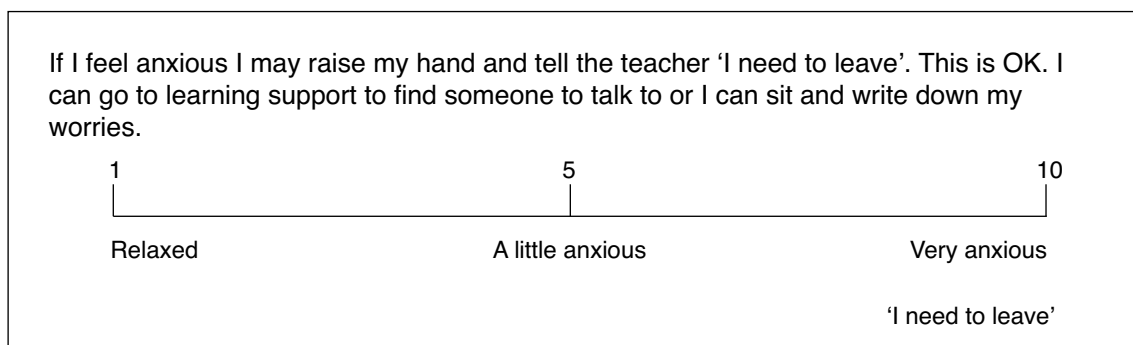 If I feel anxious I may raise my hand and tell the teacher ‘I need to leave’. This is OK. I
can go to learning support to find someone to talk to or I can sit and write down my
worries.
1 5 10
Relaxed A little anxious Very anxious
‘I need to leave’